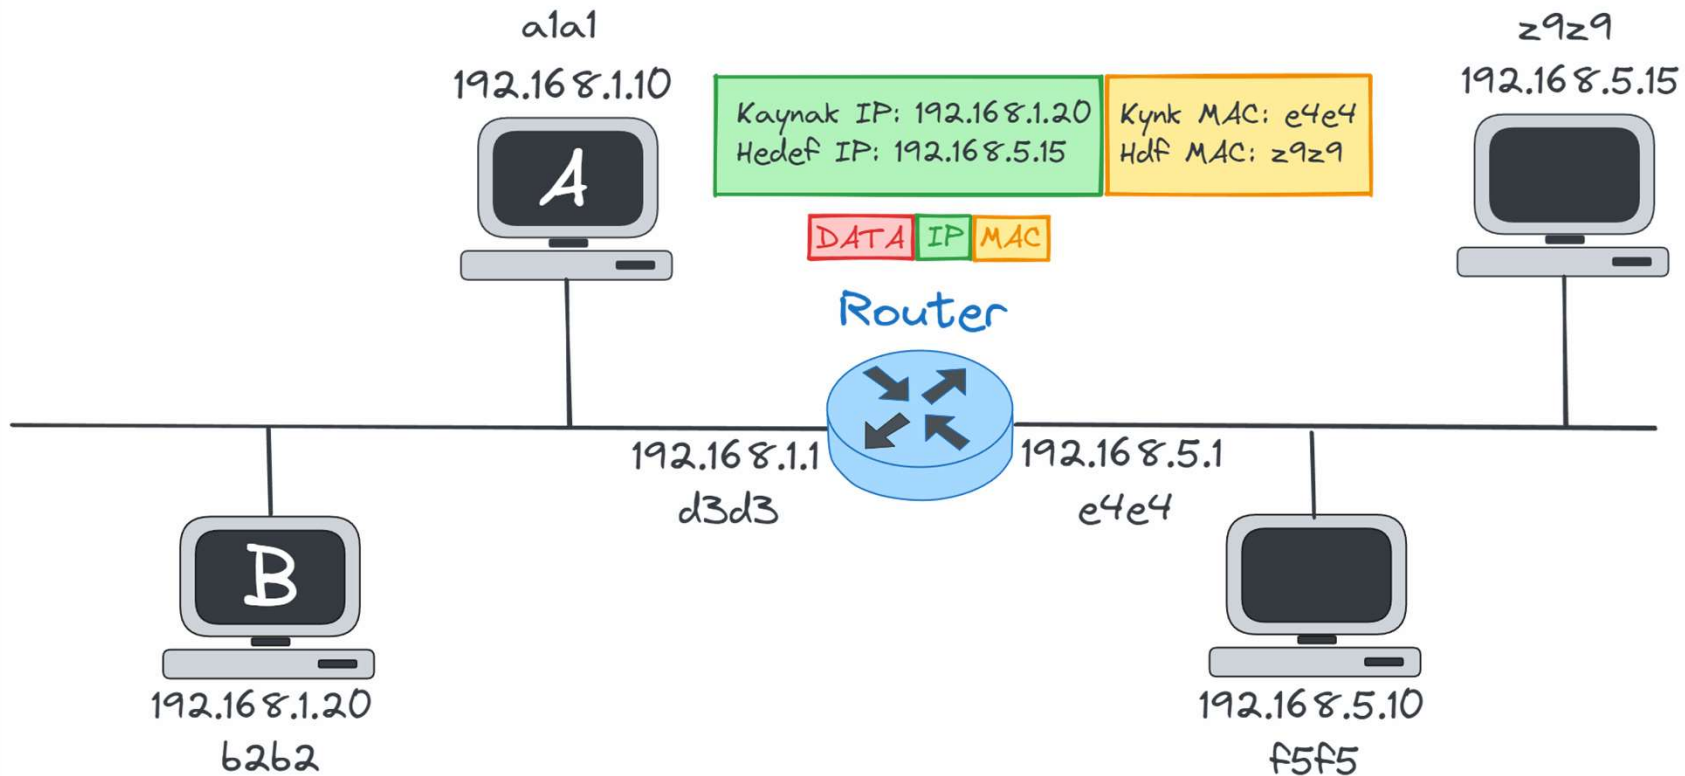 a1a1
192.168.1.10
A
Kaynak IP: 192.168.1.20
Hedef IP: 192.168.5.15
Kynk MAC: e4e4
Hdf MAC: z9z9
DATA IP MAC
z9z9
192.168.5.15
Router
192.168.1.1
d3d3
192.168.5.1
e4e4
B
192.168.1.20
b2b2
192.168.5.10
f5f5